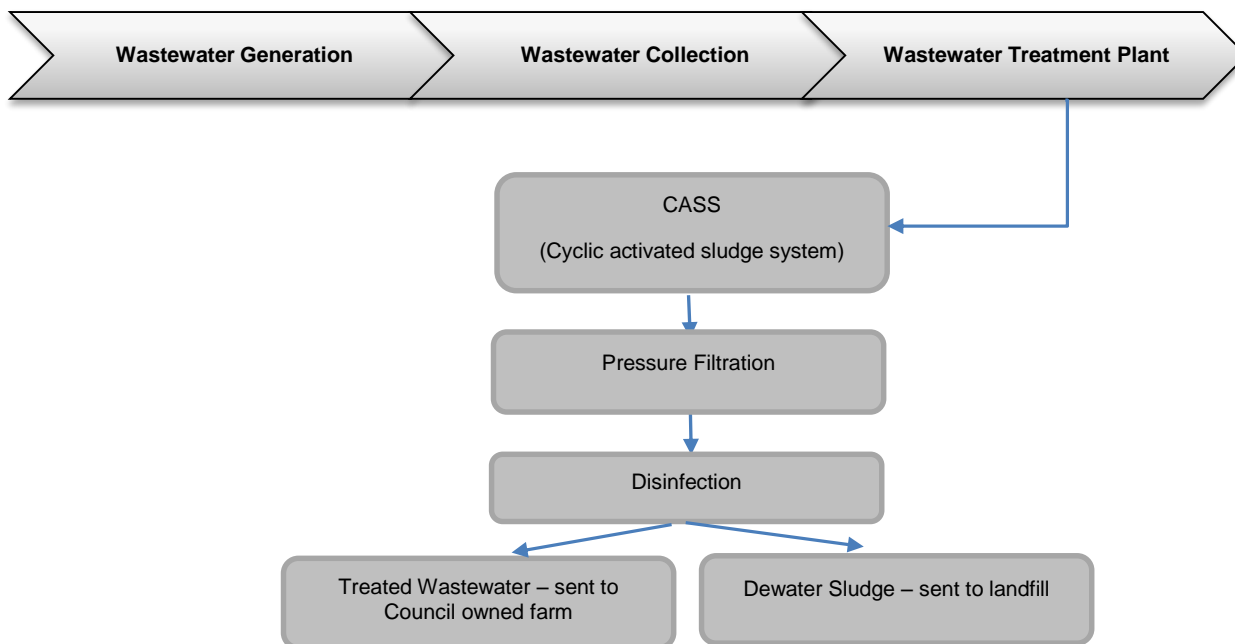 Wastewater Generation
Wastewater Collection
Wastewater Treatment Plant
CASS
(Cyclic activated sludge system)
Pressure Filtration
Disinfection
Treated Wastewater – sent to
Council owned farm
Dewater Sludge – sent to landfill